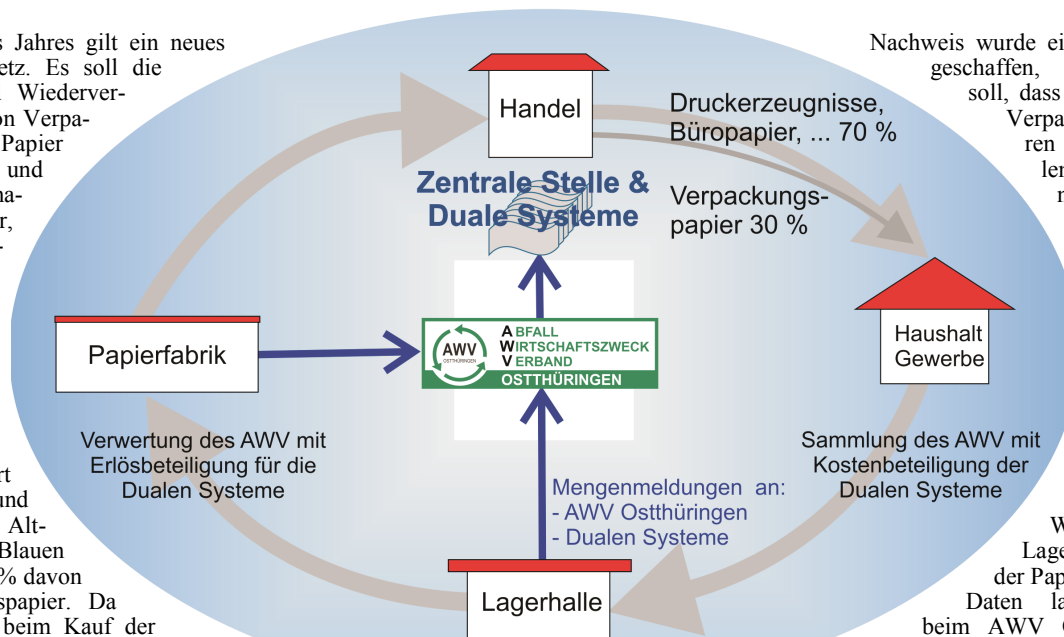 s Jahres gilt ein neues
etz. Es soll die
Wiederver-
on Verpa-
Papier
und
na-
r,
-
Nachweis wurde ei
geschaffen,
soll, dass
Verpa
ren
ler
n
Handel
Druckerzeugnisse,
Büropapier, ... 70 %
Zentrale Stelle &
Duale Systeme
Verpackungs-
papier 30 %
Papierfabrik
AWV
OSTTHÜRINGEN
ABFALL
WIRTSCHAFTSZWECK
VERBAND
OSTTHÜRINGEN
Haushalt
Gewerbe
Verwertung des AWV mit
Erlösbeteiligung für die
Dualen Systeme
Sammlung des AWV mit
Kostenbeteiligung der
Dualen Systeme
Mengenmeldungen an:
- AWV Ostthüringen
- Dualen Systeme
Lagerhalle
rt
und
Alt-
Blauen
% davon
spapier. Da
beim Kauf der
W
Lage
der Pap
Daten la
beim AWV